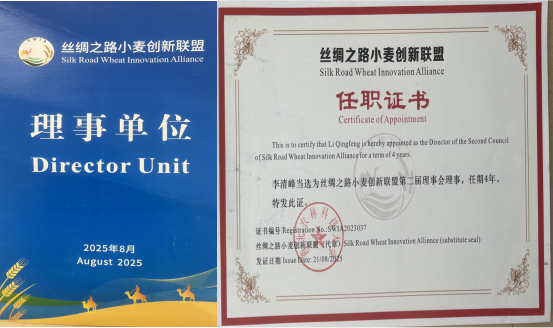 SWIA
丝绸之路小麦创新联盟
Silk Road Wheat Innovation Alliance
理事单位
Director Unit
2025年8月
August 2025
丝绸之路小麦创新联盟
Silk Road Wheat Innovation Alliance
任职证书
Certificate of Appointment
This is to certify that Li Qingfeng is hereby appointed as the Director of the Second Council
of Silk Road Wheat Innovation Alliance for a term of 4 years.
李清峰当选为丝绸之路小麦创新联盟第二届理事会理事，任期4年。
特发此证。
证书编号 Registration No.:SWIA2023037
丝绸之路小麦创新联盟（代章）Silk Road Wheat Innovation Allinnce (substitute seal)
发证日期 Issue Date: 21/08/2025